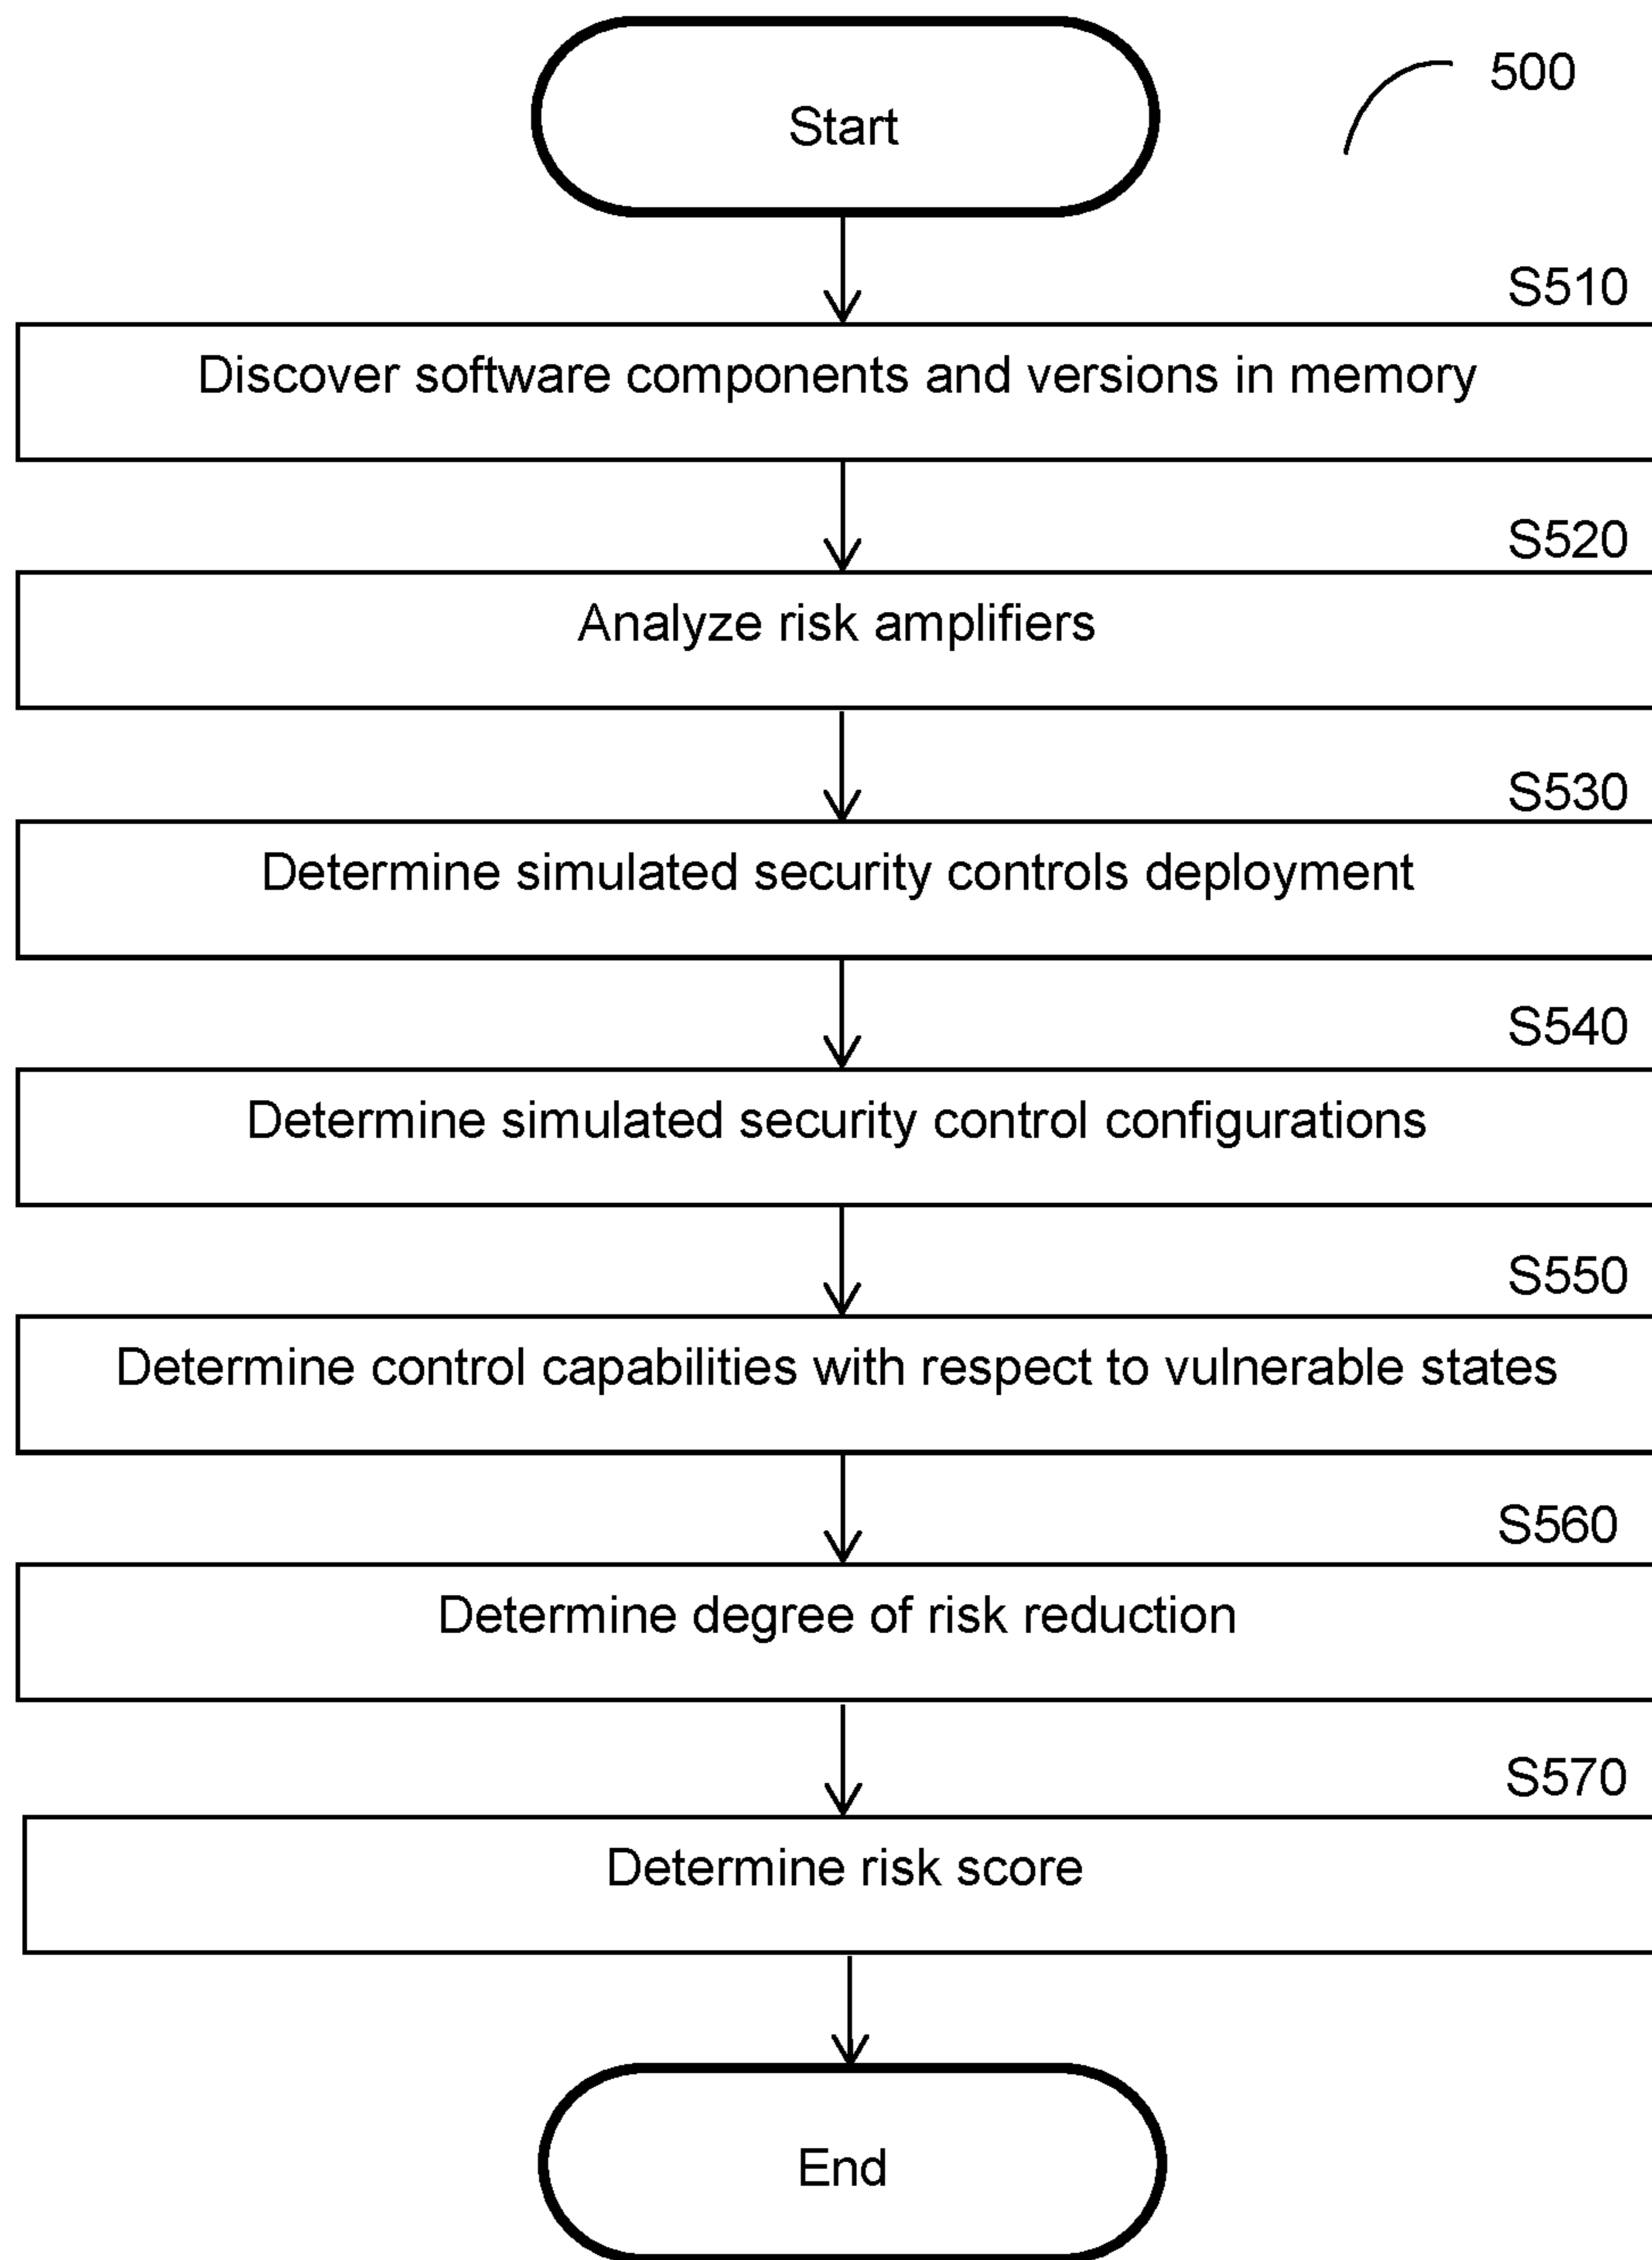 Start
500
S510
Discover software components and versions in memory
S520
Analyze risk amplifiers
S530
Determine simulated security controls deployment
S540
Determine simulated security control configurations
S550
Determine control capabilities with respect to vulnerable states
S560
Determine degree of risk reduction
S570
Determine risk score
End